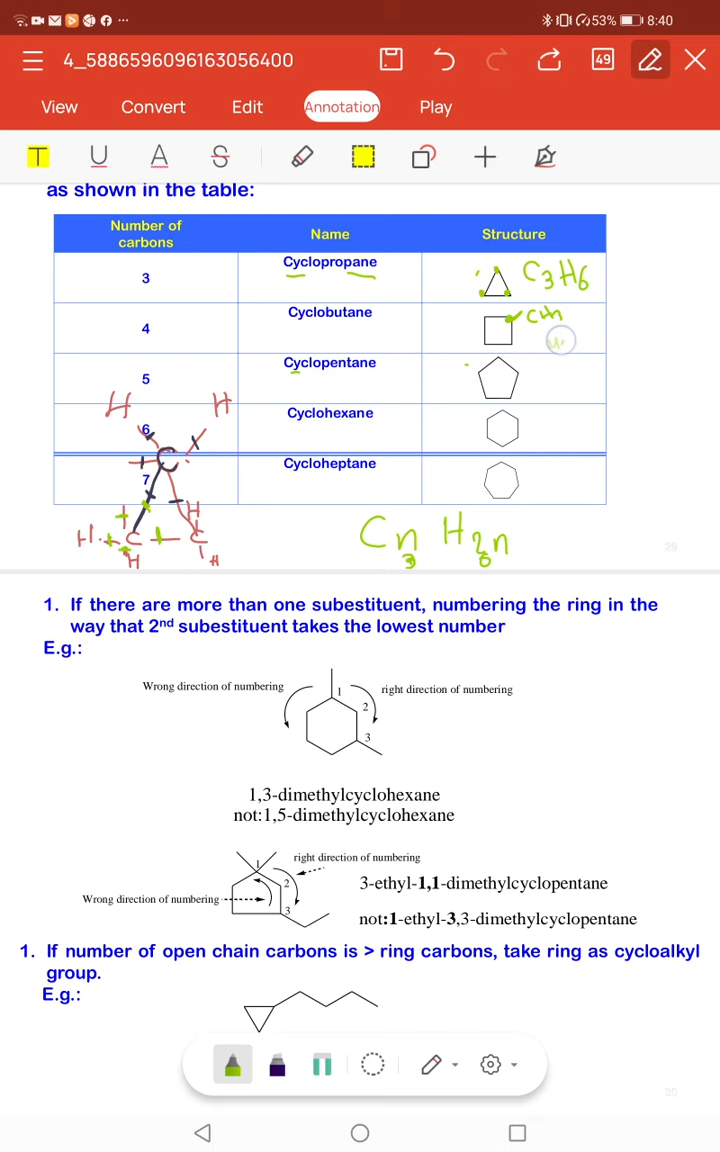 53% 8:40
4_5886596096163056400
49
View Convert Edit Annotation Play
T U A S
as shown in the table:
Number of carbons Name Structure
3 Cyclopropane C3H6
4 Cyclobutane
5 Cyclopentane
H H
6 Cyclohexane
C
7 Cycloheptane
H
H C C
H H
CnH2n
3 6
29
1. If there are more than one subestituent, numbering the ring in the
way that 2nd subestituent takes the lowest number
E.g.:
Wrong direction of numbering 1 right direction of numbering
2
3
1,3-dimethylcyclohexane
not:1,5-dimethylcyclohexane
1 right direction of numbering
2 3-ethyl-1,1-dimethylcyclopentane
Wrong direction of numbering
3 not:1-ethyl-3,3-dimethylcyclopentane
1. If number of open chain carbons is > ring carbons, take ring as cycloalkyl
group.
E.g.:
30